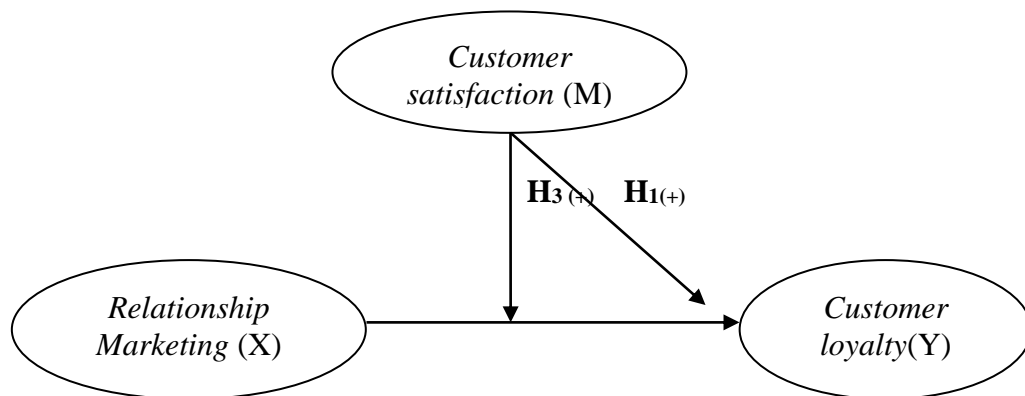 Customer
satisfaction (M)
H3 (+)
H1(+)
Relationship
Marketing (X)
Customer
loyalty(Y)